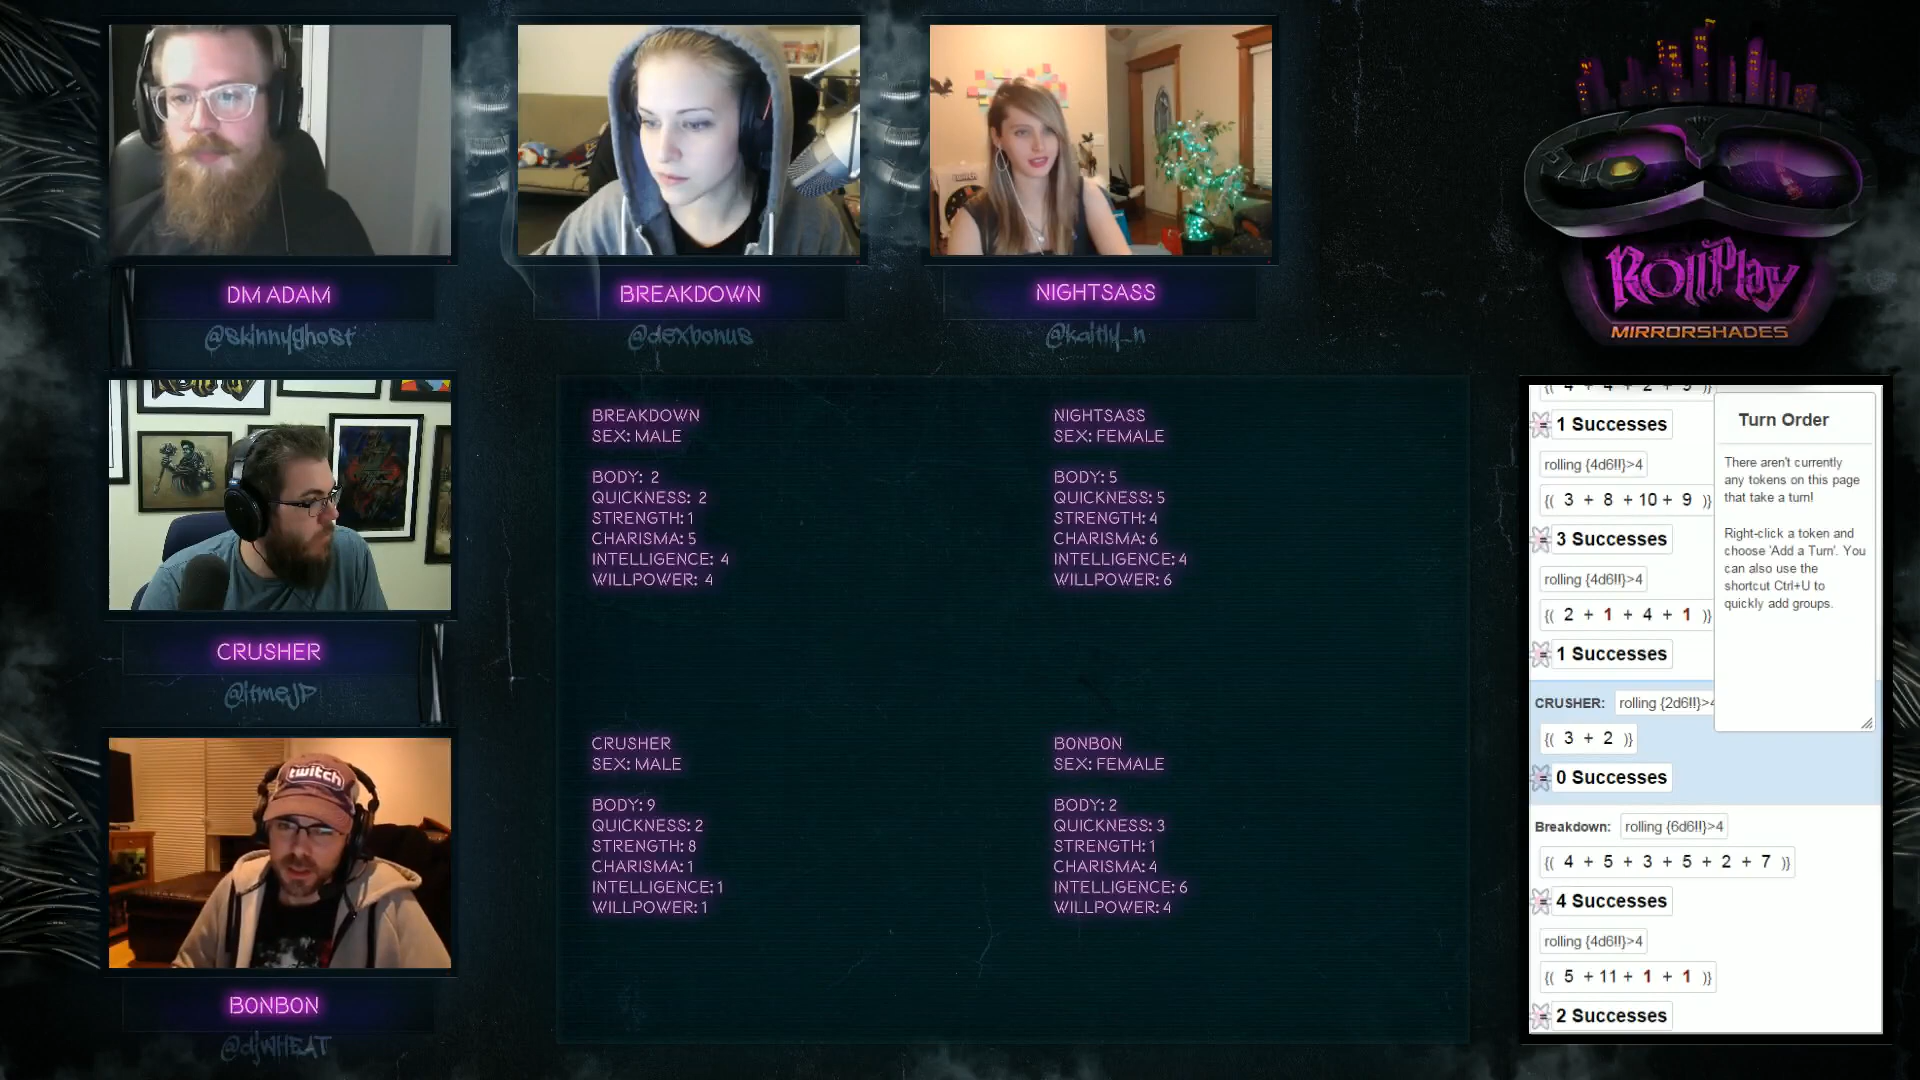 DM ADAM
@skinnyghost
BREAKDOWN
@dexbonus
NIGHTSASS
@kaitly_n
CRUSHER
@itmeJP
twitch
BONBON
@djWHEAT
RollPlay
MIRRORSHADES
BREAKDOWN
SEX: MALE
BODY: 2
QUICKNESS: 2
STRENGTH: 1
CHARISMA: 5
INTELLIGENCE: 4
WILLPOWER: 4
NIGHTSASS
SEX: FEMALE
BODY: 5
QUICKNESS: 5
STRENGTH: 4
CHARISMA: 6
INTELLIGENCE: 4
WILLPOWER: 6
CRUSHER
SEX: MALE
BODY: 9
QUICKNESS: 2
STRENGTH: 8
CHARISMA: 1
INTELLIGENCE: 1
WILLPOWER: 1
BONBON
SEX: FEMALE
BODY: 2
QUICKNESS: 3
STRENGTH: 1
CHARISMA: 4
INTELLIGENCE: 6
WILLPOWER: 4
= 1 Successes
rolling {4d6!!}>4
{( 3 + 8 + 10 + 9 )}
= 3 Successes
rolling {4d6!!}>4
{( 2 + 1 + 4 + 1 )}
= 1 Successes
CRUSHER: rolling {2d6!!}>4
{( 3 + 2 )}
= 0 Successes
Breakdown: rolling {6d6!!}>4
{( 4 + 5 + 3 + 5 + 2 + 7 )}
= 4 Successes
rolling {4d6!!}>4
{( 5 + 11 + 1 + 1 )}
= 2 Successes
Turn Order
There aren't currently
any tokens on this page
that take a turn!
Right-click a token and
choose 'Add a Turn'. You
can also use the
shortcut Ctrl+U to
quickly add groups.